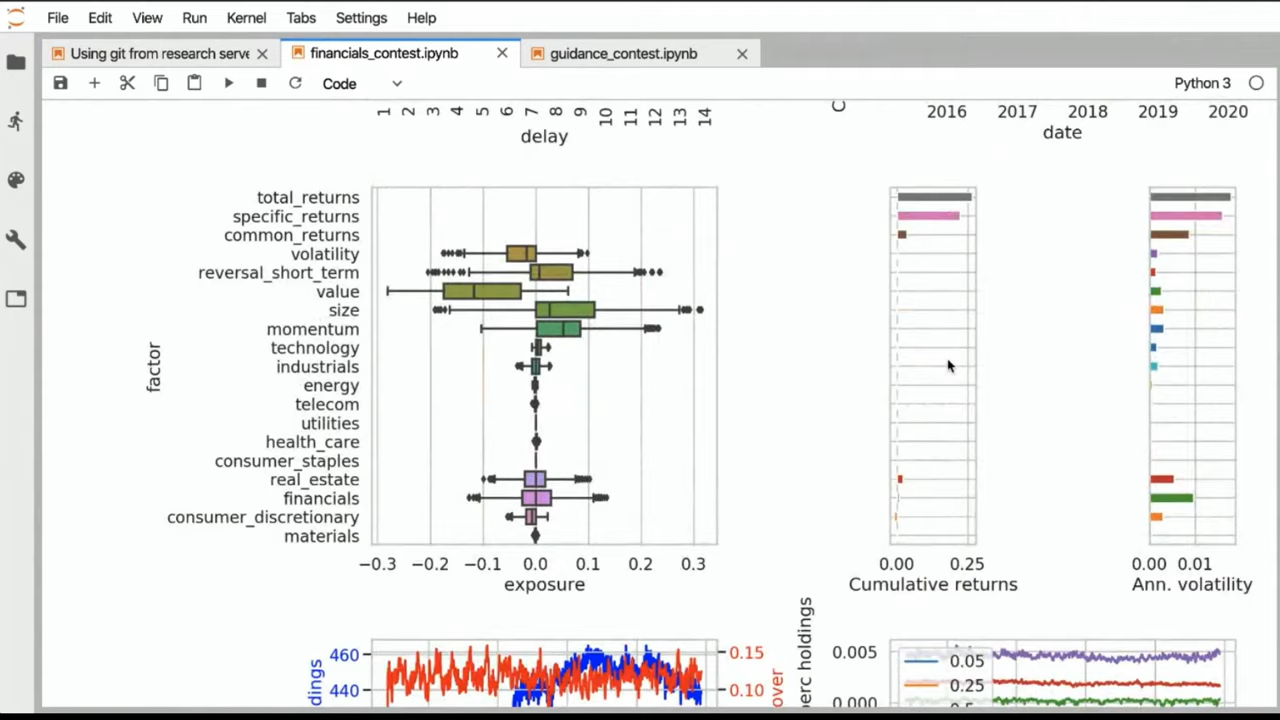 File Edit View Run Kernel Tabs Settings Help
Using git from research serve
financials_contest.ipynb
guidance_contest.ipynb
Code
Python 3
1 2 3 4 5 6 7 8 9 10 11 12 13 14
delay
C
2016 2017 2018 2019 2020
date
factor
total_returns
specific_returns
common_returns
volatility
reversal_short_term
value
size
momentum
technology
industrials
energy
telecom
utilities
health_care
consumer_staples
real_estate
financials
consumer_discretionary
materials
−0.3 −0.2 −0.1 0.0 0.1 0.2 0.3
exposure
0.00 0.25
Cumulative returns
0.00 0.01
Ann. volatility
460
440
dings
0.15
0.10
over
perc holdings
0.005
0.000
0.05
0.25